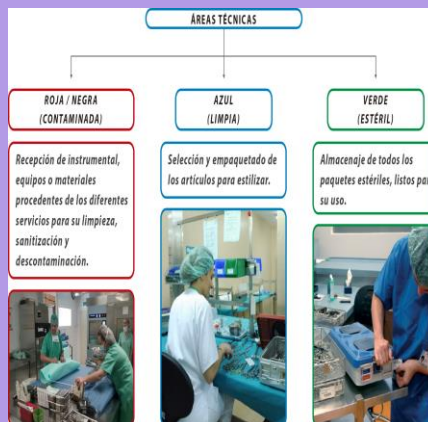 ÁREAS TÉCNICAS
ROJA / NEGRA
(CONTAMINADA)
Recepción de instrumental,
equipos o materiales
procedentes de los diferentes
servicios para su limpieza,
sanitización y
descontaminación.
AZUL
(LIMPIA)
Selección y empaquetado de
los artículos para estilizar.
VERDE
(ESTÉRIL)
Almacenaje de todos los
paquetes estériles, listos par
su uso.